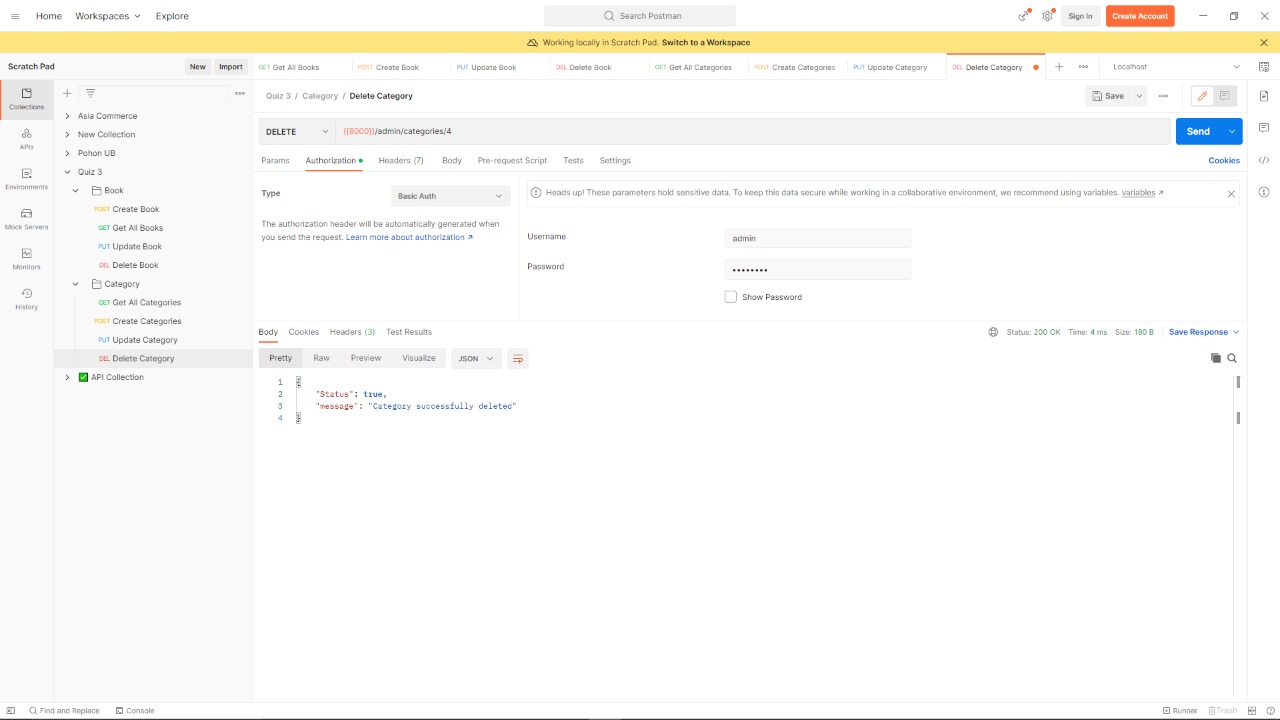 Home Workspaces Explore Search Postman Sign In Create Account
Working locally in Scratch Pad. Switch to a Workspace
Scratch Pad New Import
GET Get All Books POST Create Book PUT Update Book DEL Delete Book GET Get All Categories POST Create Categories PUT Update Category DEL Delete Category Localhost
Collections
APIs
Environments
Mock Servers
Monitors
History
Asia Commerce
New Collection
Pohon UB
Quiz 3
Book
POST Create Book
GET Get All Books
PUT Update Book
DEL Delete Book
Category
GET Get All Categories
POST Create Categories
PUT Update Category
DEL Delete Category
API Collection
Quiz 3 / Category / Delete Category Save
DELETE {{8000}}/admin/categories/4 Send
Params Authorization Headers (7) Body Pre-request Script Tests Settings Cookies
Type Basic Auth
The authorization header will be automatically generated when
you send the request. Learn more about authorization ↗
Heads up! These parameters hold sensitive data. To keep this data secure while working in a collaborative environment, we recommend using variables. variables ↗
Username admin
Password ••••••••
Show Password
Body Cookies Headers (3) Test Results Status: 200 OK Time: 4 ms Size: 180 B Save Response
Pretty Raw Preview Visualize JSON
1 {
2 "Status": true,
3 "message": "Category successfully deleted"
4 }
Find and Replace Console Runner Trash